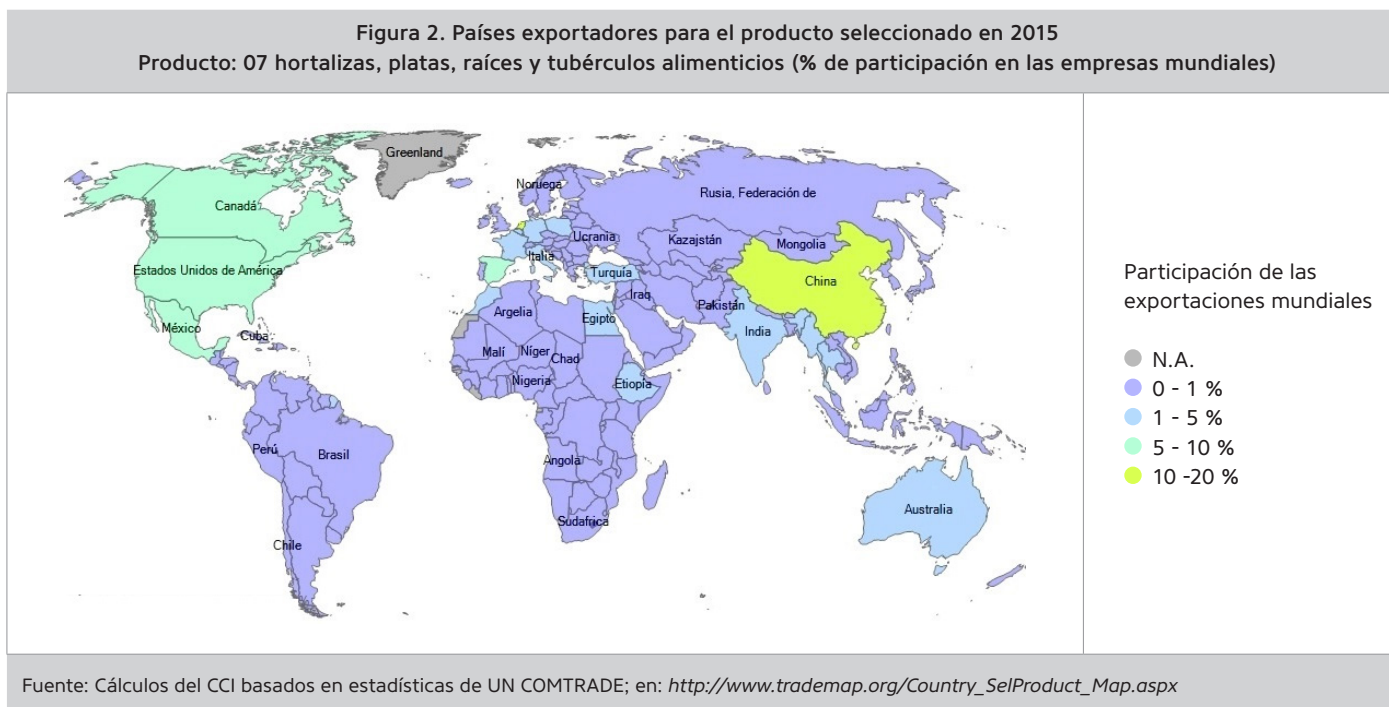 Figura 2. Países exportadores para el producto seleccionado en 2015
Producto: 07 hortalizas, platas, raíces y tubérculos alimenticios (% de participación en las empresas mundiales)
Greenland
Canadá
Noruega
Rusia, Federación de
Estados Unidos de América
Ucrania
Kazajstán
Mongolia
Italia
Turquía
China
México
Cuba
Argelia
Egipto
Iraq
Pakistán
India
Malí
Níger
Chad
Nigeria
Etiopía
Perú
Brasil
Angola
Australia
Chile
Sudafrica
Participación de las
exportaciones mundiales
N.A.
0 - 1 %
1 - 5 %
5 - 10 %
10 -20 %
Fuente: Cálculos del CCI basados en estadísticas de UN COMTRADE; en: http://www.trademap.org/Country_SelProduct_Map.aspx